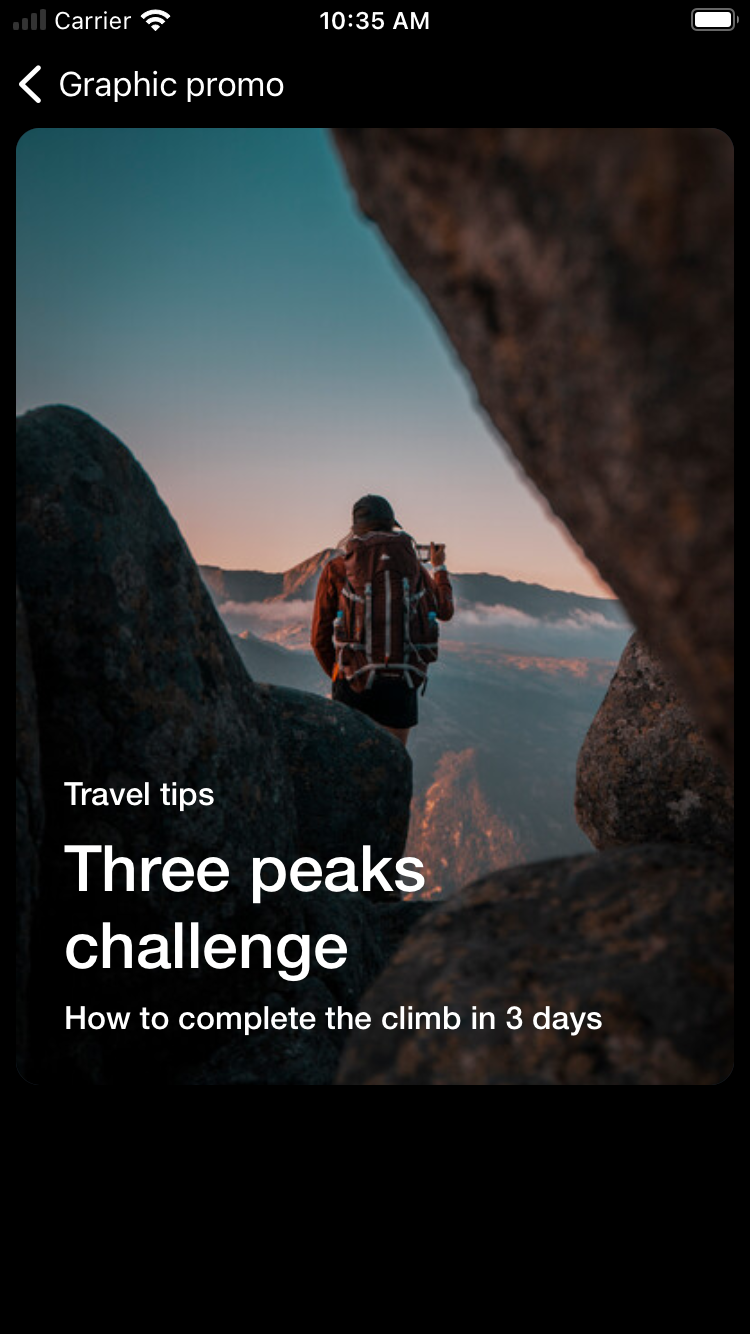 Carrier 10:35 AM
Graphic promo
Travel tips
Three peaks
challenge
How to complete the climb in 3 days